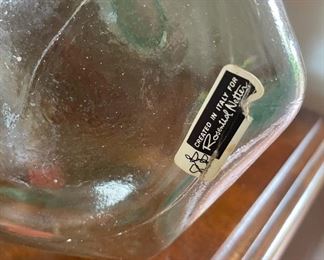 CREATED IN ITALY FOR
Rosenthal Netter